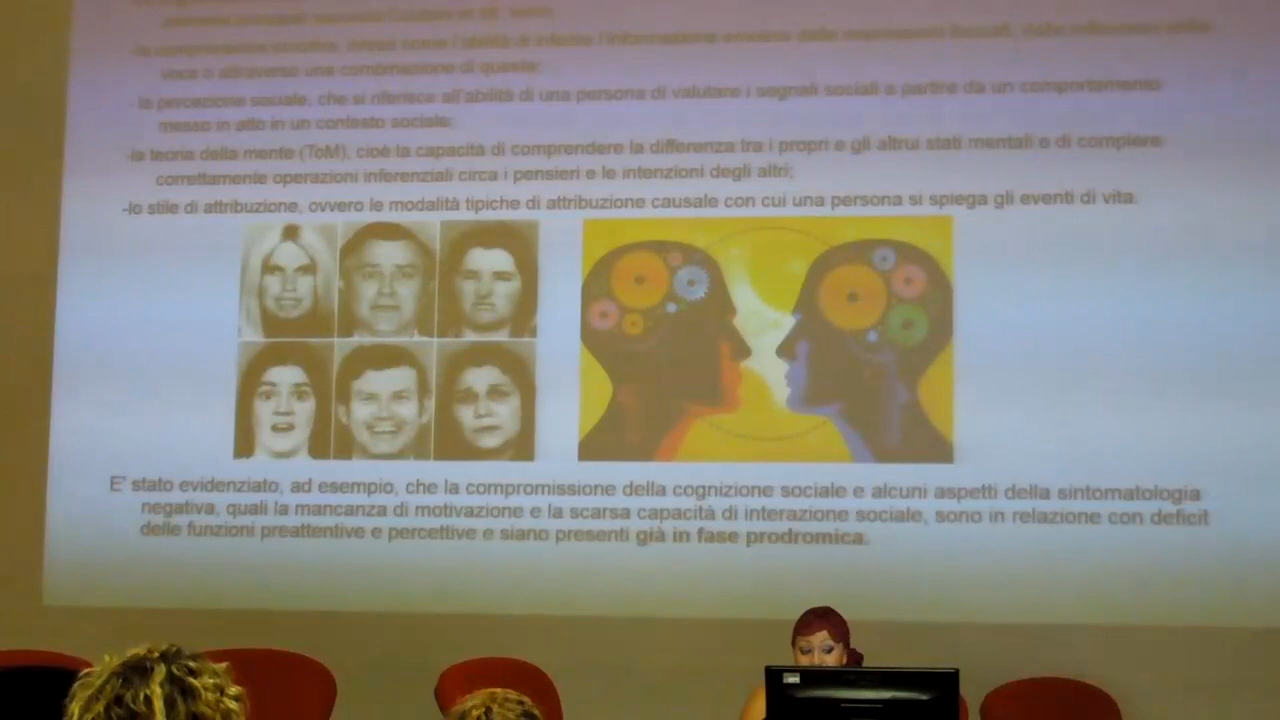 voce o attraverso una combinazione di queste;
- la percezione sociale, che si riferisce all'abilità di una persona di valutare i segnali sociali a partire da un comportamento
messo in atto in un contesto sociale;
-la teoria della mente (ToM), cioè la capacità di comprendere la differenza tra i propri e gli altrui stati mentali e di compiere
correttamente operazioni inferenziali circa i pensieri e le intenzioni degli altri;
-lo stile di attribuzione, ovvero le modalità tipiche di attribuzione causale con cui una persona si spiega gli eventi di vita.
E' stato evidenziato, ad esempio, che la compromissione della cognizione sociale e alcuni aspetti della sintomatologia
negativa, quali la mancanza di motivazione e la scarsa capacità di interazione sociale, sono in relazione con deficit
delle funzioni preattentive e percettive e siano presenti già in fase prodromica.